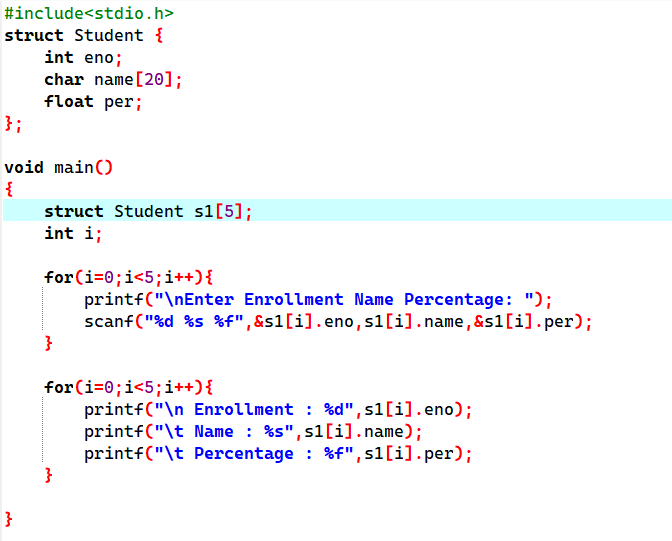 #include<stdio.h>
struct Student {
    int eno;
    char name[20];
    float per;
};

void main()
{
    struct Student s1[5];
    int i;

    for(i=0;i<5;i++){
        printf("\nEnter Enrollment Name Percentage: ");
        scanf("%d %s %f",&s1[i].eno,s1[i].name,&s1[i].per);
    }

    for(i=0;i<5;i++){
        printf("\n Enrollment : %d",s1[i].eno);
        printf("\t Name : %s",s1[i].name);
        printf("\t Percentage : %f",s1[i].per);
    }

}